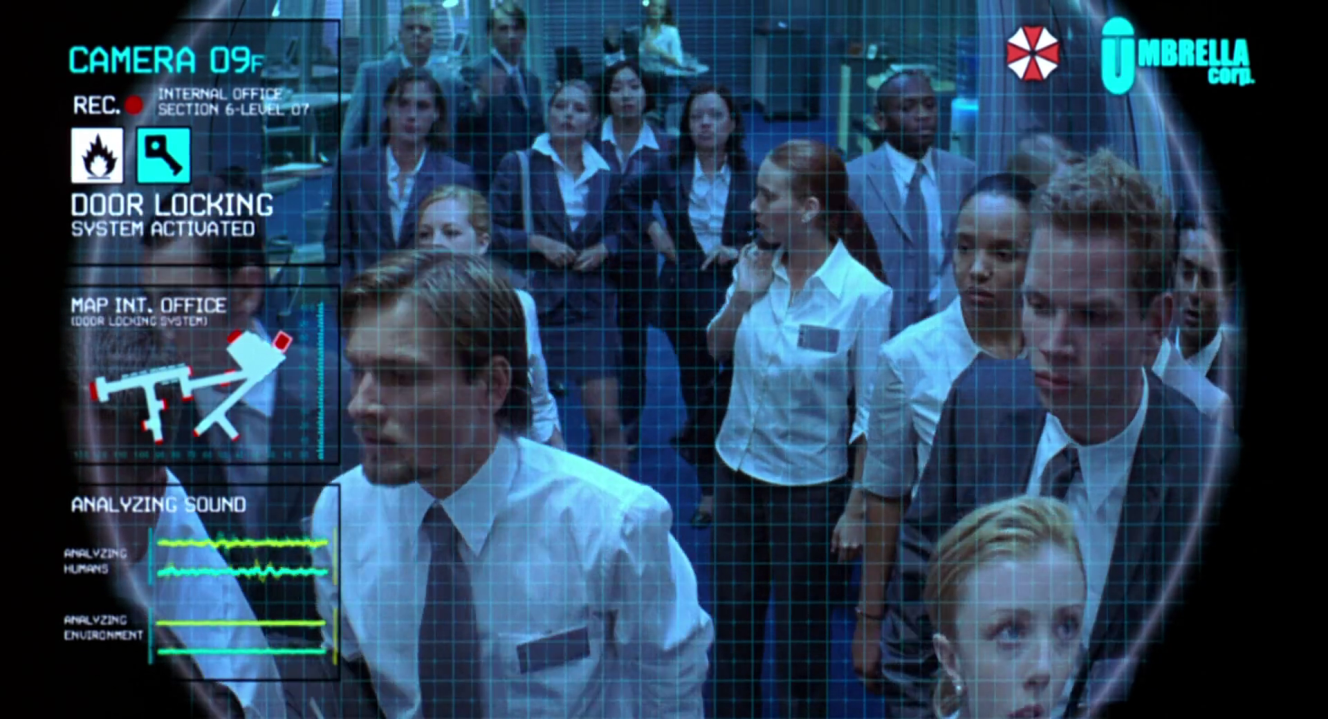 CAMERA 09F
REC.
INTERNAL OFFICE
SECTION 6-LEVEL 07
DOOR LOCKING
SYSTEM ACTIVATED
MAP INT. OFFICE
(DOOR LOCKING SYSTEM)
ANALYZING SOUND
ANALYZING
HUMANS
ANALYZING
ENVIRONMENT
UMBRELLA
corp.